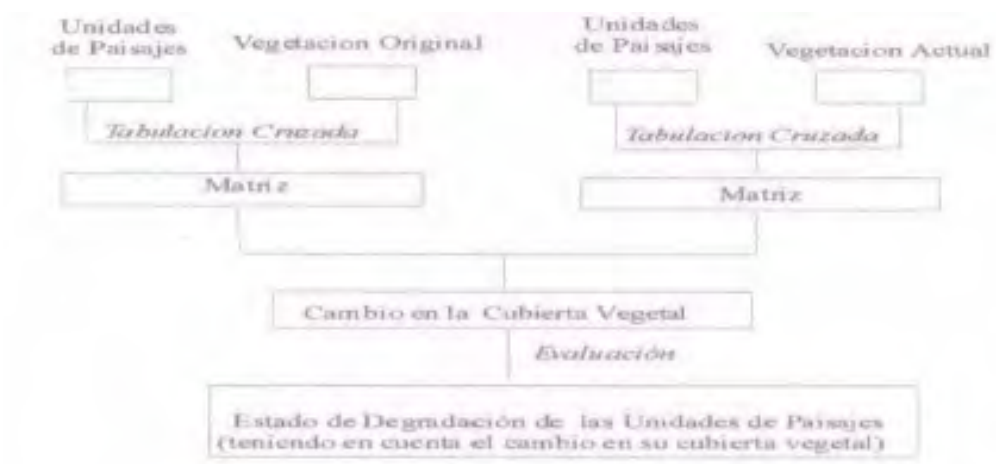 Unidades
de Paisajes
Vegetacion Original
Unidades
de Paisajes
Vegetacion Actual
Tabulacion Cruzada
Tabulacion Cruzada
Matriz
Matriz
Cambio en la Cubierta Vegetal
Evaluación
Estado de Degradación de las Unidades de Paisajes
(teniendo en cuenta el cambio en su cubierta vegetal)